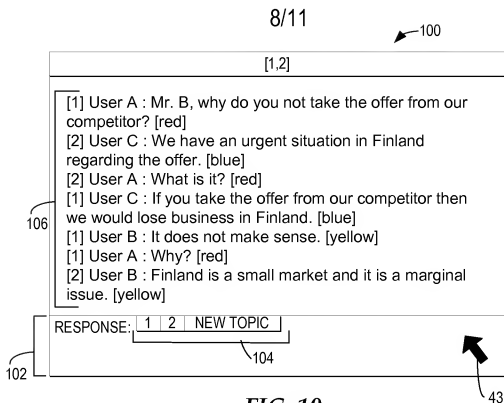 8/11
100
[1,2]
[1] User A : Mr. B, why do you not take the offer from our
competitor? [red]
[2] User C : We have an urgent situation in Finland
regarding the offer. [blue]
[2] User A : What is it? [red]
[1] User C : If you take the offer from our competitor then
we would lose business in Finland. [blue]
[1] User B : It does not make sense. [yellow]
[1] User A : Why? [red]
[2] User B : Finland is a small market and it is a marginal
issue. [yellow]
106
RESPONSE: 1 2 NEW TOPIC
102
104
43
FIG. 10